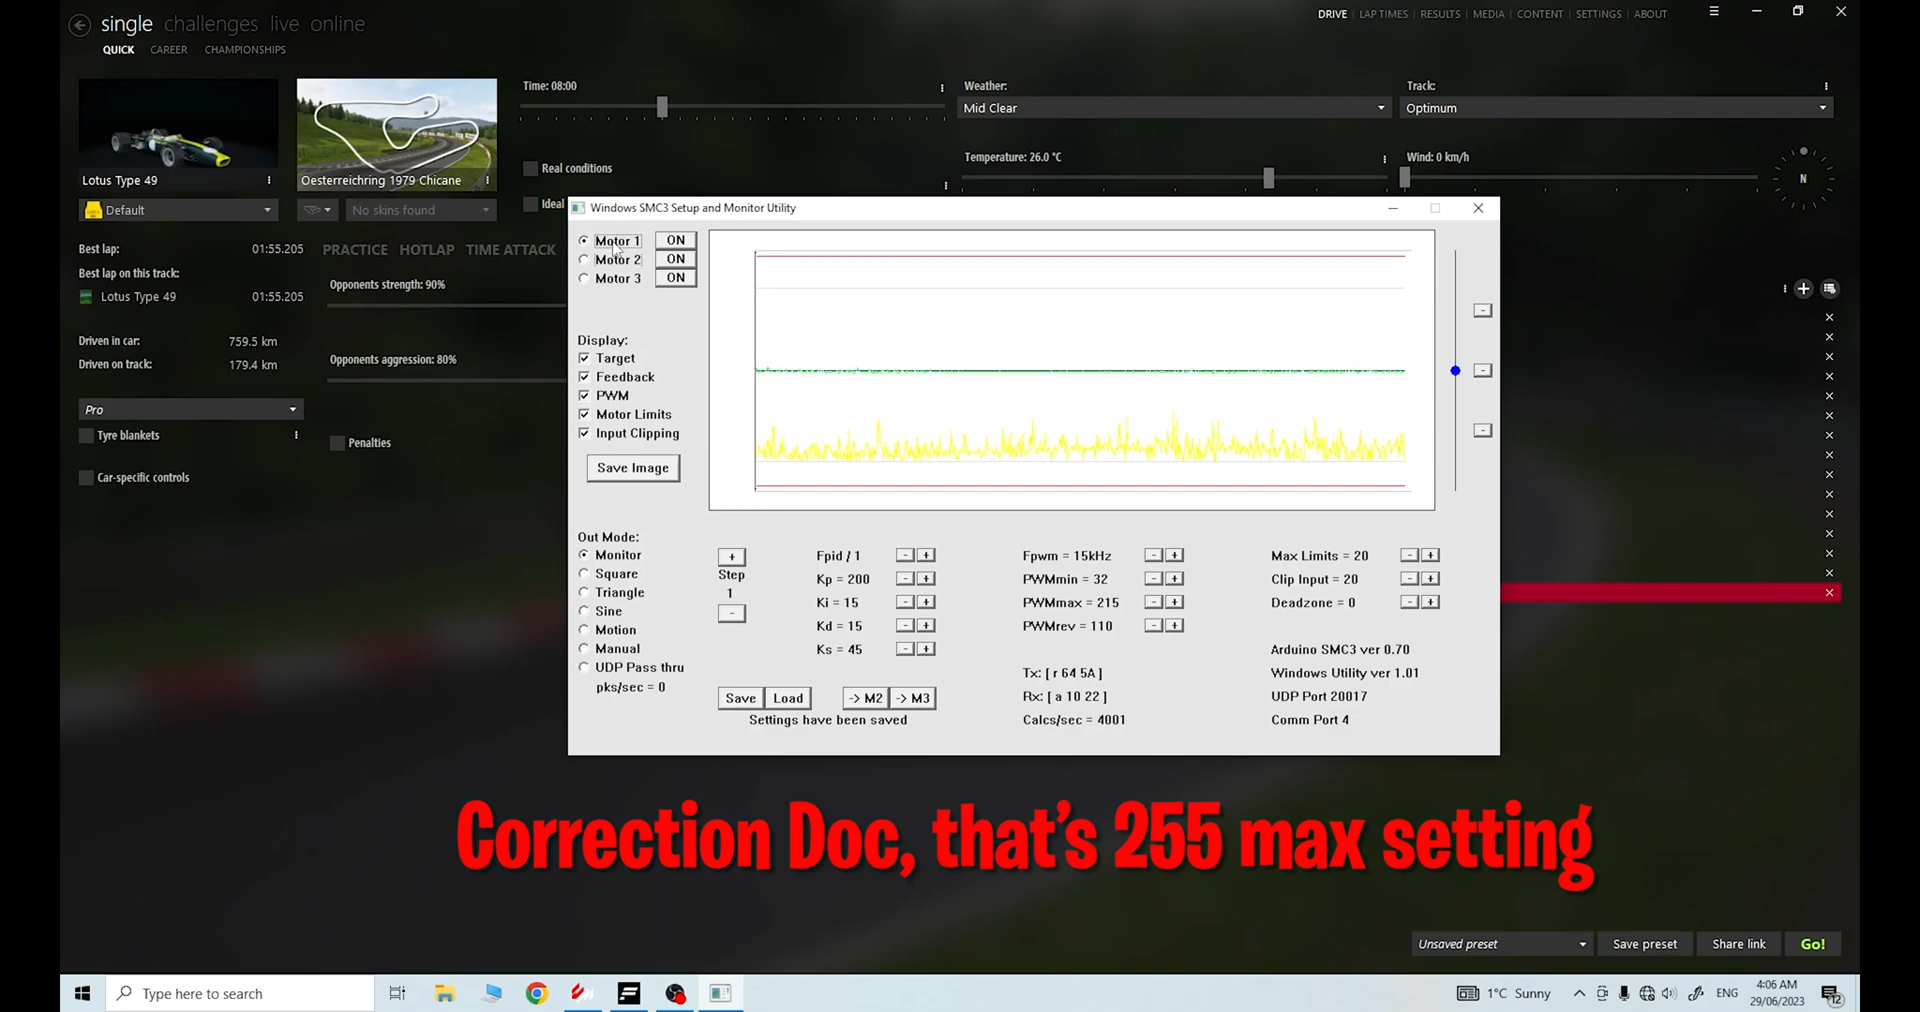 single challenges live online
QUICK CAREER CHAMPIONSHIPS
DRIVE LAP TIMES RESULTS MEDIA CONTENT SETTINGS ABOUT
Lotus Type 49
Oesterreichring 1979 Chicane
Default
No skins found
Time: 08:00
Weather:
Mid Clear
Track:
Optimum
Real conditions
Ideal
Temperature: 26.0 °C
Wind: 0 km/h
N
Best lap: 01:55.205
Best lap on this track:
Lotus Type 49 01:55.205
Driven in car: 759.5 km
Driven on track: 179.4 km
Pro
Tyre blankets
Car-specific controls
PRACTICE HOTLAP TIME ATTACK
Opponents strength: 90%
Opponents aggression: 80%
Penalties
Windows SMC3 Setup and Monitor Utility
Motor 1 ON
Motor 2 ON
Motor 3 ON
Display:
Target
Feedback
PWM
Motor Limits
Input Clipping
Save Image
Out Mode:
Monitor
Square
Triangle
Sine
Motion
Manual
UDP Pass thru
pks/sec = 0
+
Step
1
-
Fpid / 1 - +
Kp = 200 - +
Ki = 15 - +
Kd = 15 - +
Ks = 45 - +
Save Load -> M2 -> M3
Settings have been saved
Fpwm = 15kHz - +
PWMmin = 32 - +
PWMmax = 215 - +
PWMrev = 110 - +
Tx: [ r 64 5A ]
Rx: [ a 10 22 ]
Calcs/sec = 4001
Max Limits = 20 - +
Clip Input = 20 - +
Deadzone = 0 - +
Arduino SMC3 ver 0.70
Windows Utility ver 1.01
UDP Port 20017
Comm Port 4
Correction Doc, that's 255 max setting
Unsaved preset Save preset Share link Go!
Type here to search
1°C Sunny
ENG
4:06 AM
29/06/2023
12